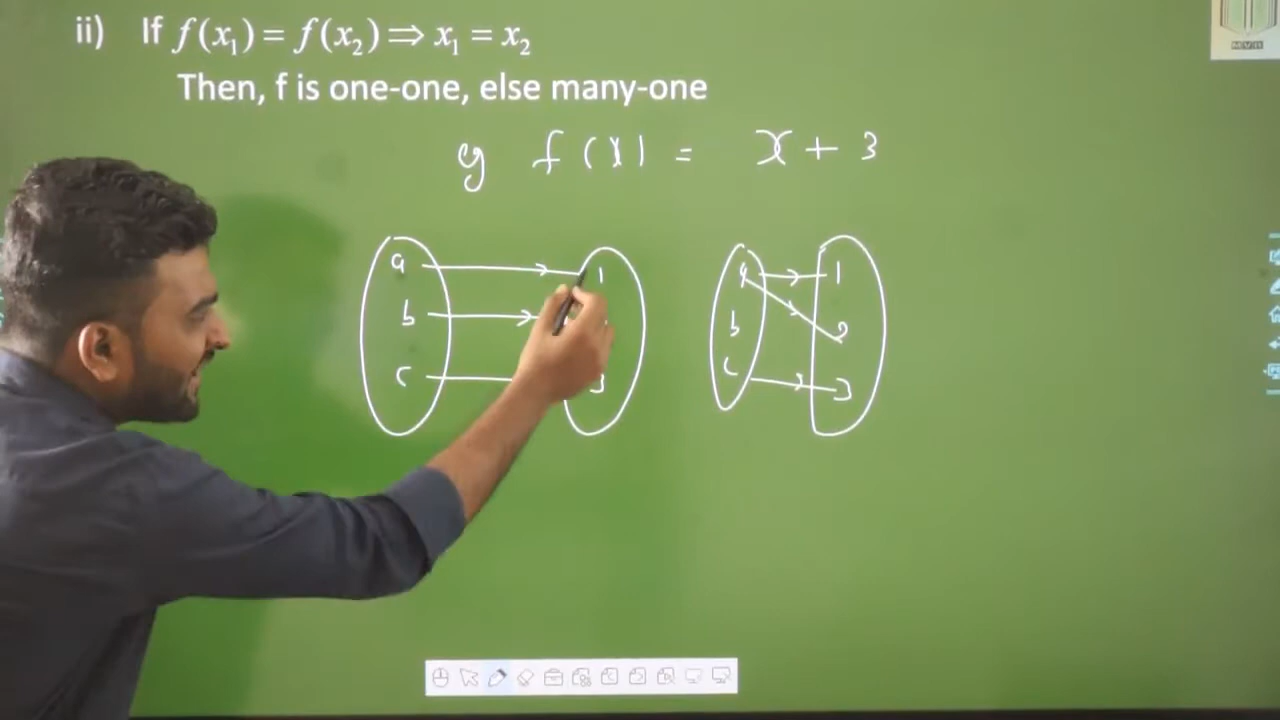 ii) If f(x₁) = f(x₂) ⇒ x₁ = x₂
Then, f is one-one, else many-one
f(x) = x + 3
a 1 a 1
b b 2
c 3 c 3